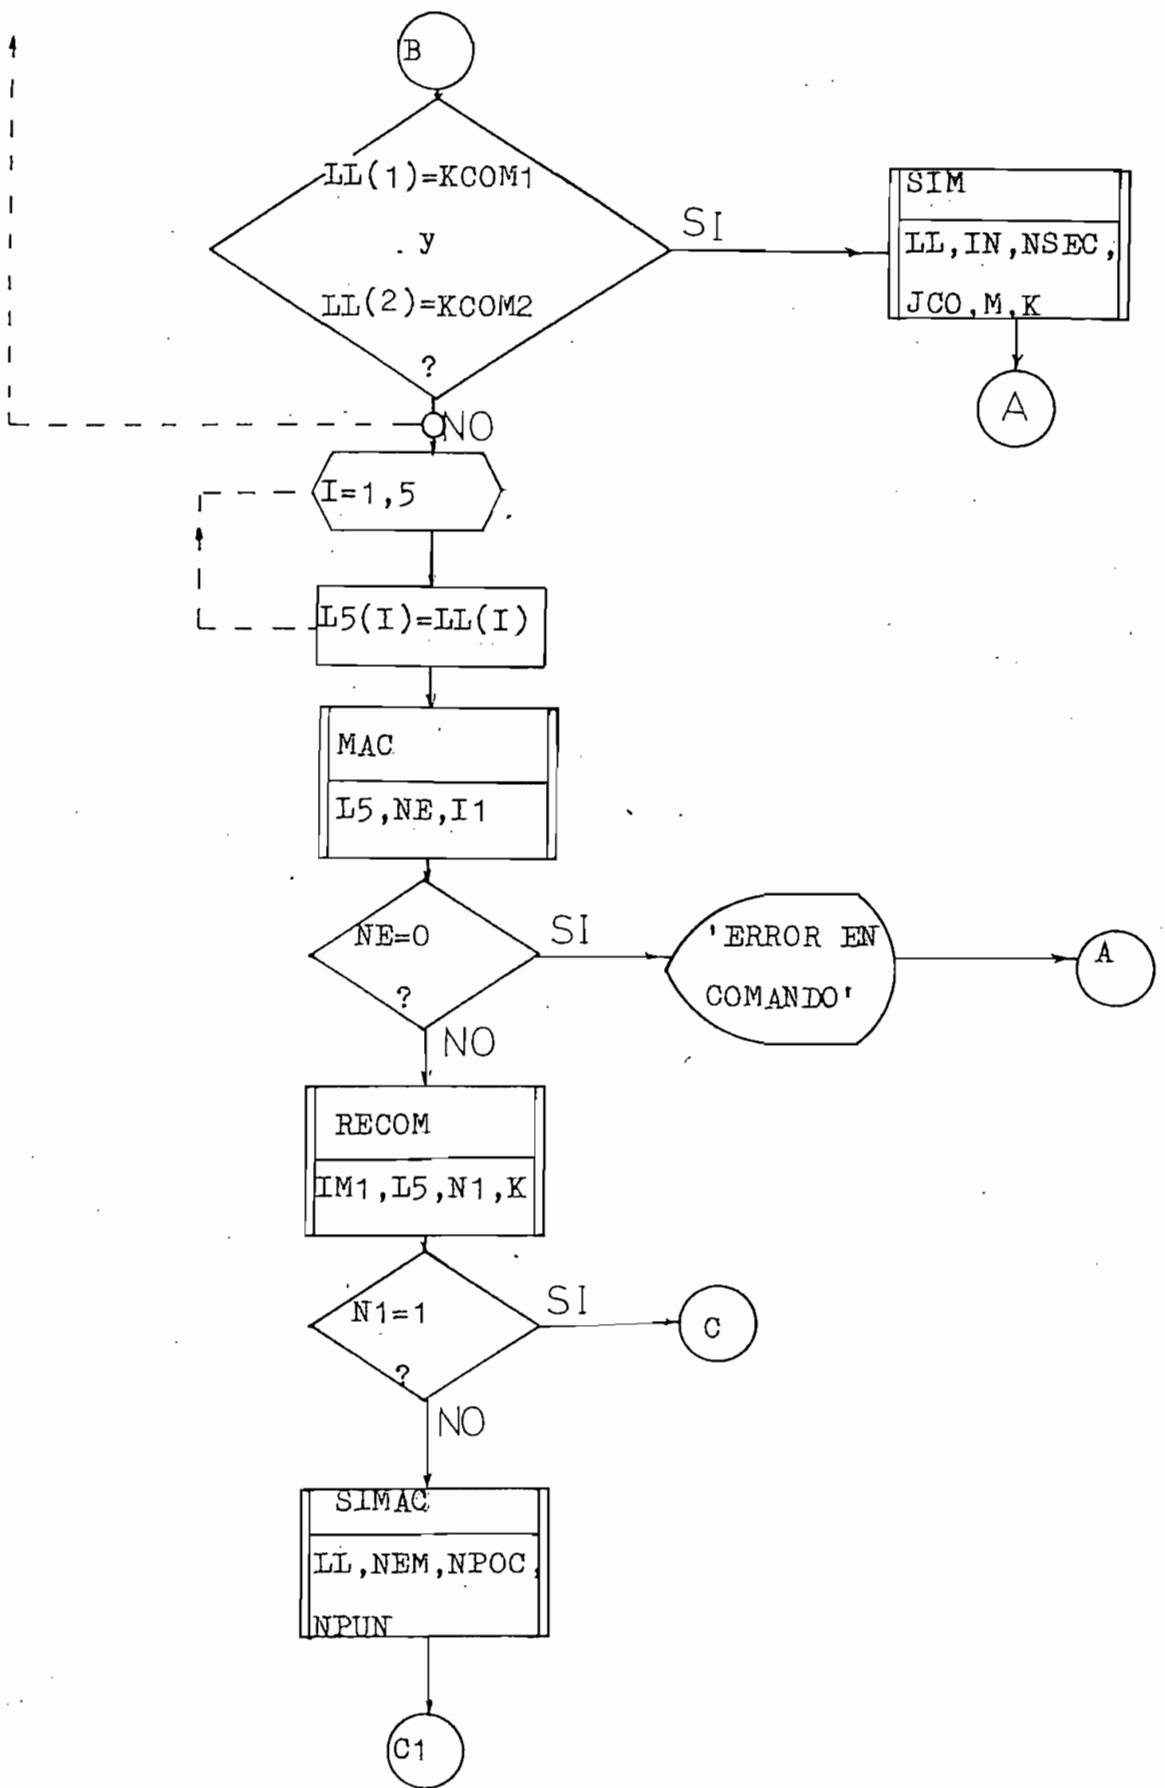 B
LL(1)=KCOM1
y
LL(2)=KCOM2
?
SI
SIM
LL,IN,NSEC,
JCO,M,K
A
NO
I=1,5
L5(I)=LL(I)
MAC
L5,NE,I1
NE=0
?
SI
'ERROR EN
COMANDO'
A
NO
RECOM
IM1,L5,N1,K
N1=1
?
SI
C
NO
SIMAC
LL,NEM,NPOC,
NPUN
C1